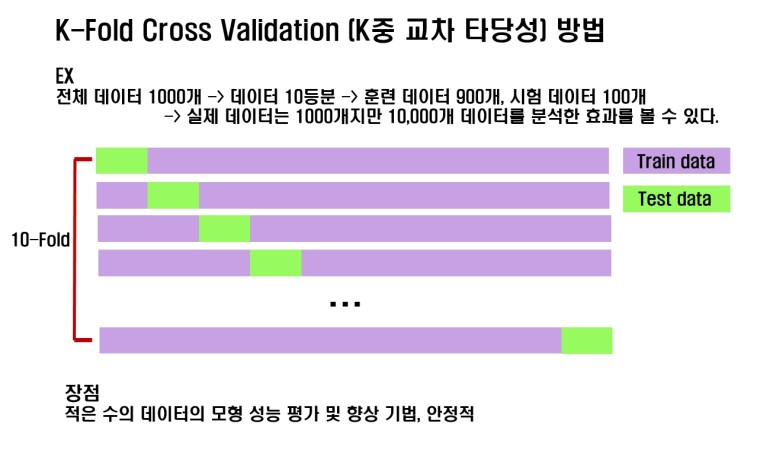 K-Fold Cross Validation (K중 교차 타당성) 방법
EX
전체 데이터 1000개 -> 데이터 10등분 -> 훈련 데이터 900개, 시험 데이터 100개
-> 실제 데이터는 1000개지만 10,000개 데이터를 분석한 효과를 볼 수 있다.
Train data
Test data
10-Fold
...
장점
적은 수의 데이터의 모형 성능 평가 및 향상 기법, 안정적